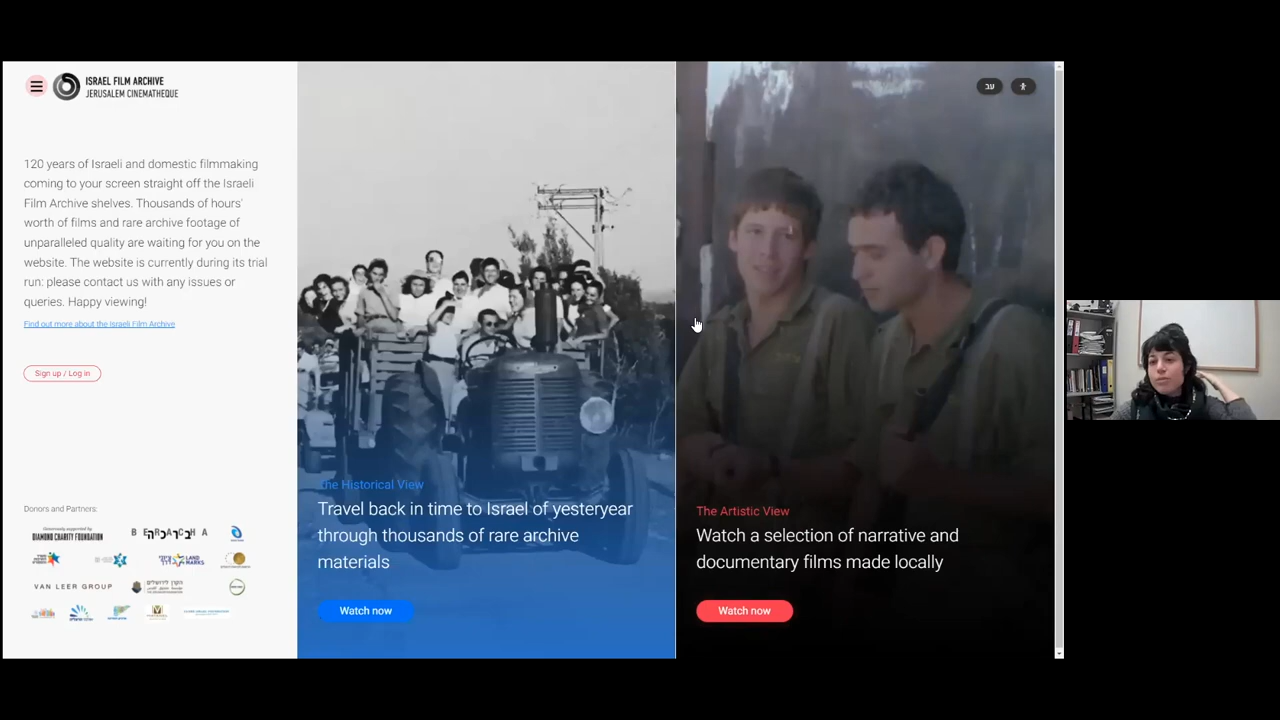 ISRAEL FILM ARCHIVE
JERUSALEM CINEMATHEQUE
120 years of Israeli and domestic filmmaking
coming to your screen straight off the Israeli
Film Archive shelves. Thousands of hours'
worth of films and rare archive footage of
unparalleled quality are waiting for you on the
website. The website is currently during its trial
run: please contact us with any issues or
queries. Happy viewing!
Find out more about the Israeli Film Archive
Sign up / Log in
Donors and Partners:
Generously supported by
DIAMOND CHARITY FOUNDATION
LAND
MARKS
VAN LEER GROUP
The Historical View
Travel back in time to Israel of yesteryear
through thousands of rare archive
materials
Watch now
עב
The Artistic View
Watch a selection of narrative and
documentary films made locally
Watch now